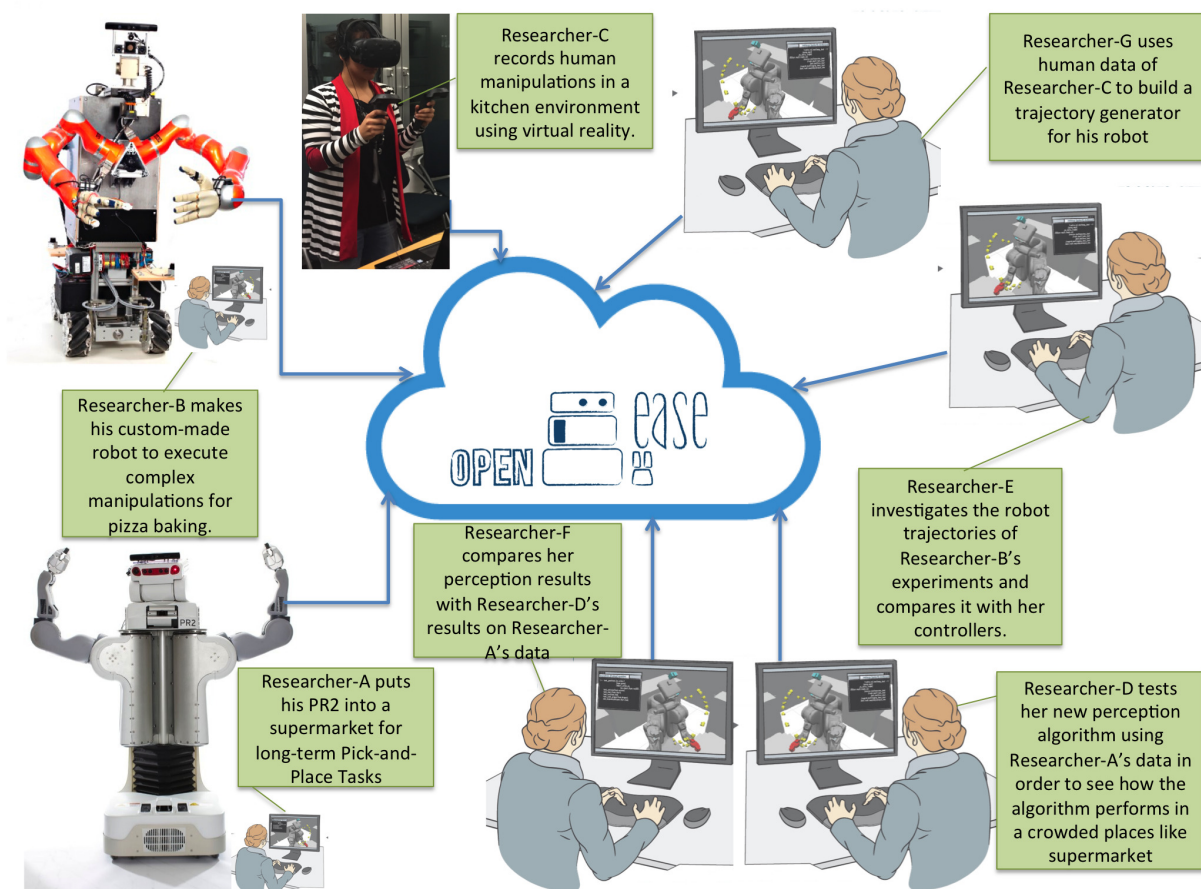 Researcher-C
records human
manipulations in a
kitchen environment
using virtual reality.
Researcher-G uses
human data of
Researcher-C to build a
trajectory generator
for his robot
Researcher-B makes
his custom-made
robot to execute
complex
manipulations for
pizza baking.
OPEN ease
Researcher-E
investigates the robot
trajectories of
Researcher-B's
experiments and
compares it with her
controllers.
Researcher-F
compares her
perception results
with Researcher-D's
results on Researcher-
A's data
PR2
Researcher-A puts
his PR2 into a
supermarket for
long-term Pick-and-
Place Tasks
Researcher-D tests
her new perception
algorithm using
Researcher-A's data in
order to see how the
algorithm performs in
a crowded places like
supermarket